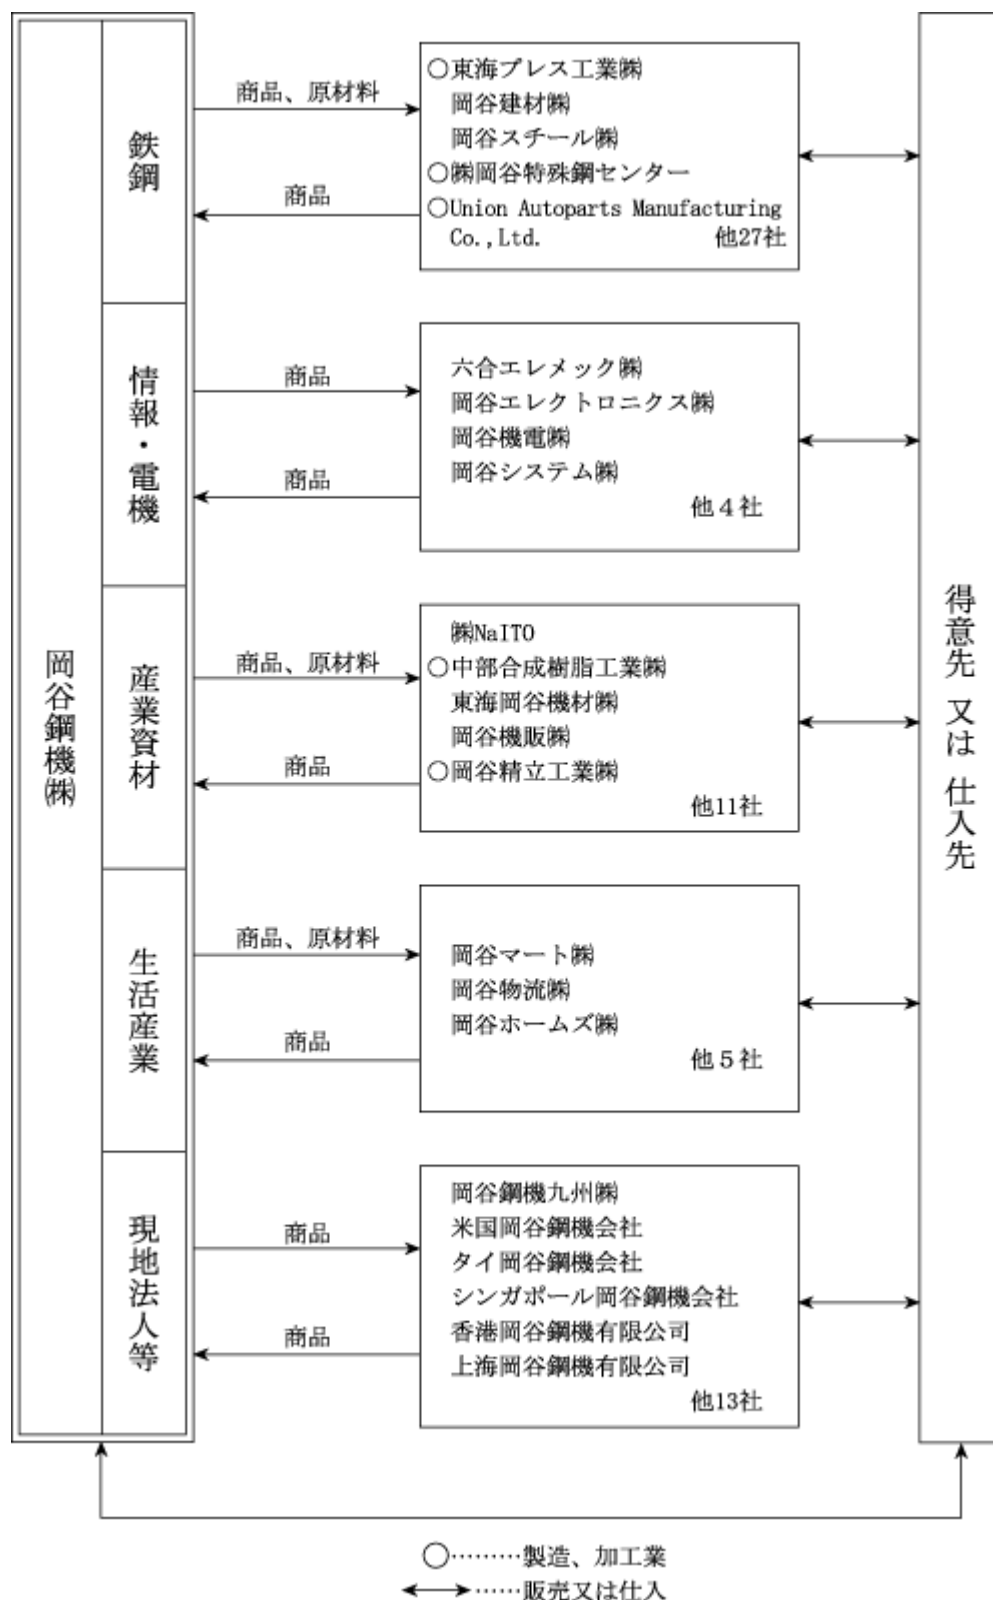 岡谷鋼機㈱
鉄鋼
商品、原材料
商品
○東海プレス工業㈱
岡谷建材㈱
岡谷スチール㈱
○㈱岡谷特殊鋼センター
○Union Autoparts Manufacturing
Co.,Ltd. 他27社
情報・電機
商品
商品
六合エレメック㈱
岡谷エレクトロニクス㈱
岡谷機電㈱
岡谷システム㈱
他４社
産業資材
商品、原材料
商品
㈱NaITO
○中部合成樹脂工業㈱
東海岡谷機材㈱
岡谷機販㈱
○岡谷精立工業㈱
他11社
生活産業
商品、原材料
商品
岡谷マート㈱
岡谷物流㈱
岡谷ホームズ㈱
他５社
現地法人等
商品
商品
岡谷鋼機九州㈱
米国岡谷鋼機会社
タイ岡谷鋼機会社
シンガポール岡谷鋼機会社
香港岡谷鋼機有限公司
上海岡谷鋼機有限公司
他13社
得意先 又は 仕入先
○………製造、加工業
←→……販売又は仕入